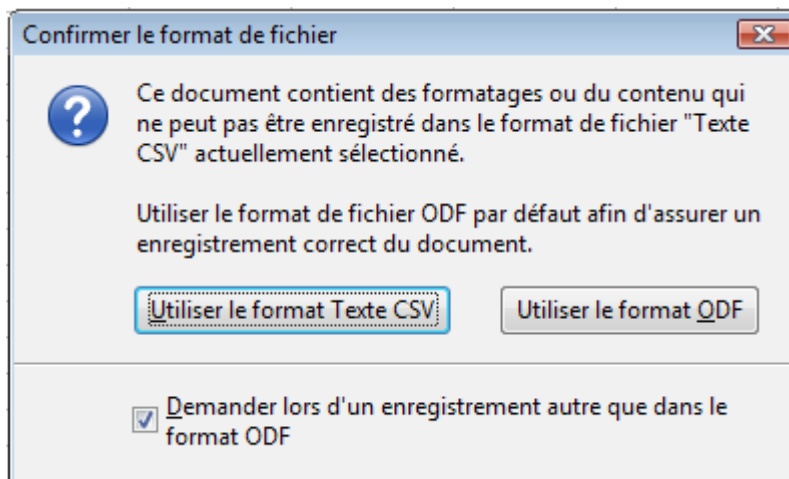 Confirmer le format de fichier
Ce document contient des formatages ou du contenu qui
ne peut pas être enregistré dans le format de fichier "Texte
CSV" actuellement sélectionné.
Utiliser le format de fichier ODF par défaut afin d'assurer un
enregistrement correct du document.
Utiliser le format Texte CSV
Utiliser le format ODF
Demander lors d'un enregistrement autre que dans le
format ODF